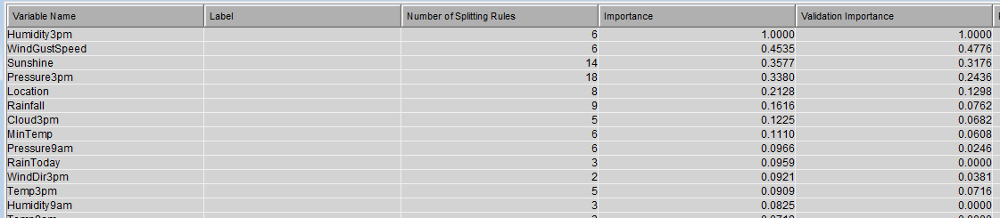 Variable Name Label Number of Splitting Rules Importance Validation Importance
Humidity3pm 6 1.0000 1.0000
WindGustSpeed 6 0.4535 0.4776
Sunshine 14 0.3577 0.3176
Pressure3pm 18 0.3380 0.2436
Location 8 0.2128 0.1298
Rainfall 9 0.1616 0.0762
Cloud3pm 5 0.1225 0.0682
MinTemp 6 0.1110 0.0608
Pressure9am 6 0.0966 0.0246
RainToday 3 0.0959 0.0000
WindDir3pm 2 0.0921 0.0381
Temp3pm 5 0.0909 0.0716
Humidity9am 3 0.0825 0.0000